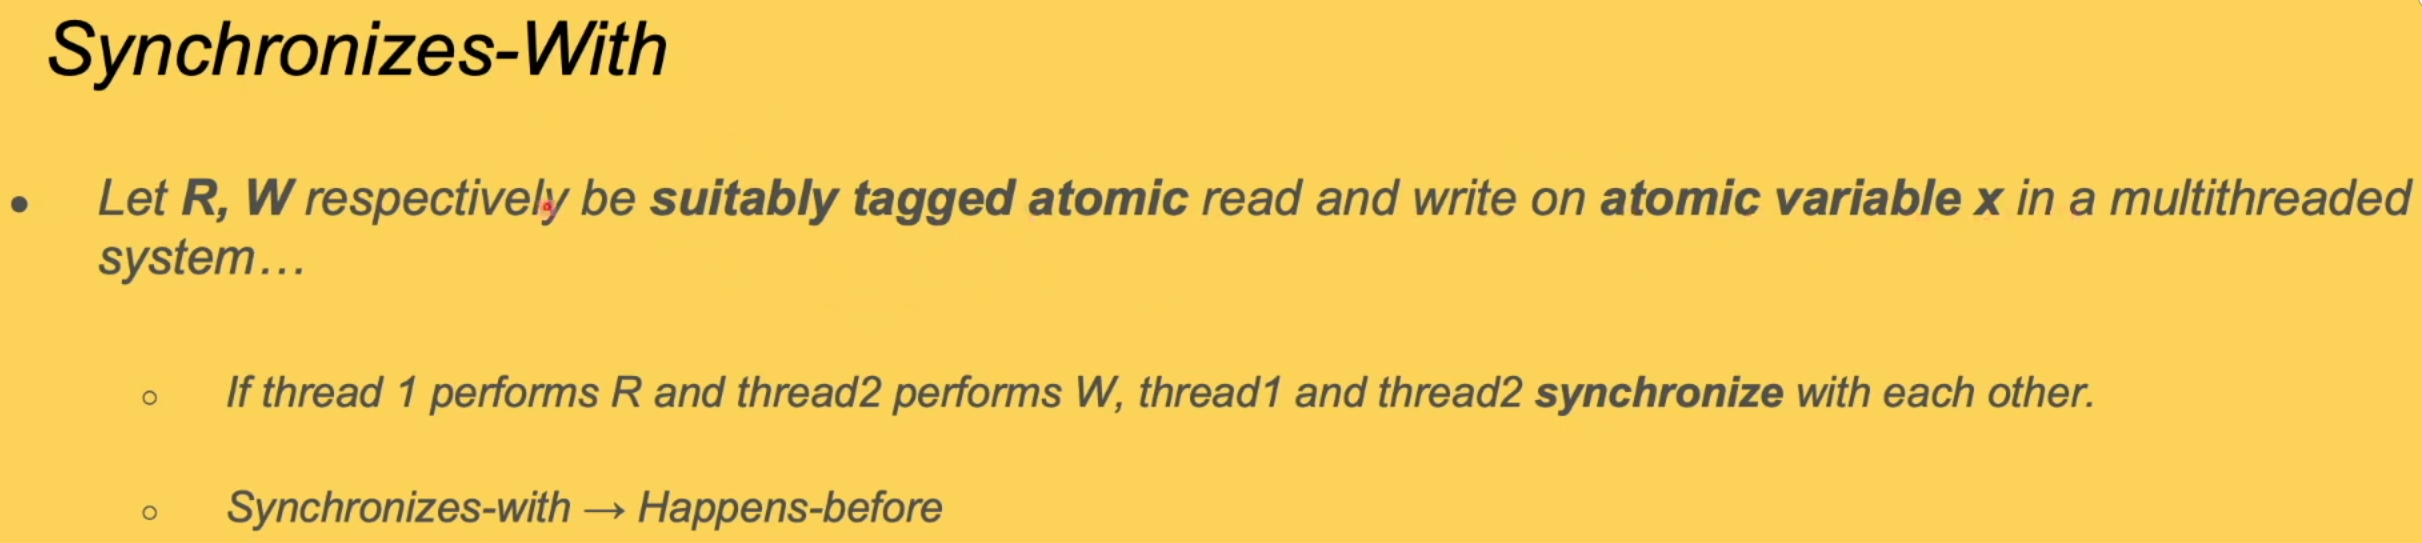 Synchronizes-With
● Let R, W respectively be suitably tagged atomic read and write on atomic variable x in a multithreaded
system…
○ If thread 1 performs R and thread2 performs W, thread1 and thread2 synchronize with each other.
○ Synchronizes-with → Happens-before